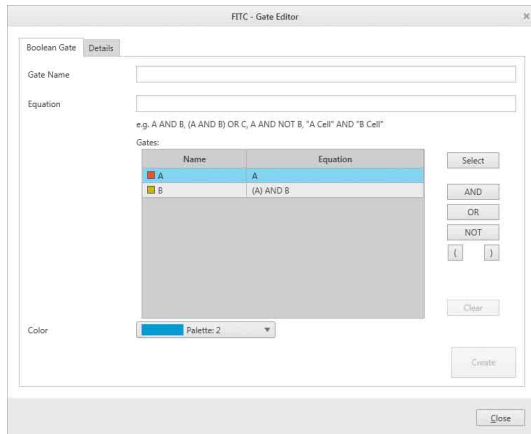 FITC - Gate Editor
Boolean Gate Details
Gate Name
Equation
e.g. A AND B, (A AND B) OR C, A AND NOT B, "A Cell" AND "B Cell"
Gates:
Name Equation Select
A A
B (A) AND B AND
OR
NOT
( )
Clear
Color Palette: 2
Create
Close